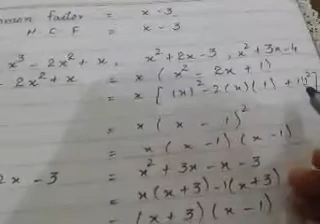 common factor = x - 3
H.C.F = x - 3
x³ - 2x² + x, x² + 2x - 3, x² + 3x - 4
- 2x² + x = x ( x² - 2x + 1)
= x [ (x)² - 2(x)(1) + (1)²]
= x ( x - 1)²
= x (x - 1) (x - 1)
2x - 3 = x² + 3x - x - 3
= x(x+3) - 1(x+3)
= (x+3) (x-1)